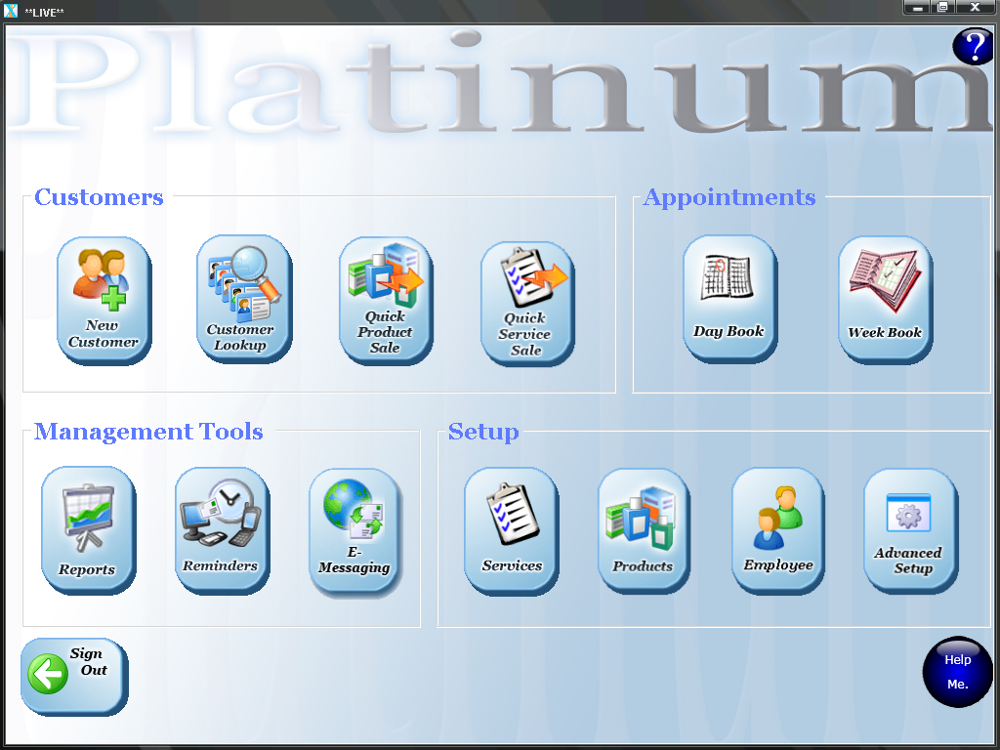 **LIVE**
?
Platinum
Customers
Appointments
New
Customer
Customer
Lookup
Quick
Product
Sale
Quick
Service
Sale
Day Book
Week Book
Management Tools
Setup
Reports
Reminders
E-
Messaging
Services
Products
Employee
Advanced
Setup
Sign
Out
Help
Me.